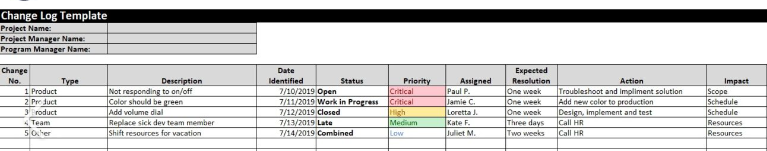 Change Log Template
Project Name:
Project Manager Name:
Program Manager Name:
Change No. Type Description Date Identified Status Priority Assigned Expected Resolution Action Impact
1 Product Not responding to on/off 7/10/2019 Open Critical Paul P. One week Troubleshoot and impliment solution Scope
2 Product Color should be green 7/11/2019 Work in Progress Critical Jamie C. One week Add new color to production Schedule
3 Product Add volume dial 7/12/2019 Closed High Loretta J. One week Design, implement and test Schedule
4 Team Replace sick dev team member 7/13/2019 Late Medium Kate F. Three days Call HR Resources
5 Other Shift resources for vacation 7/14/2019 Combined Low Juliet M. Two weeks Call HR Resources